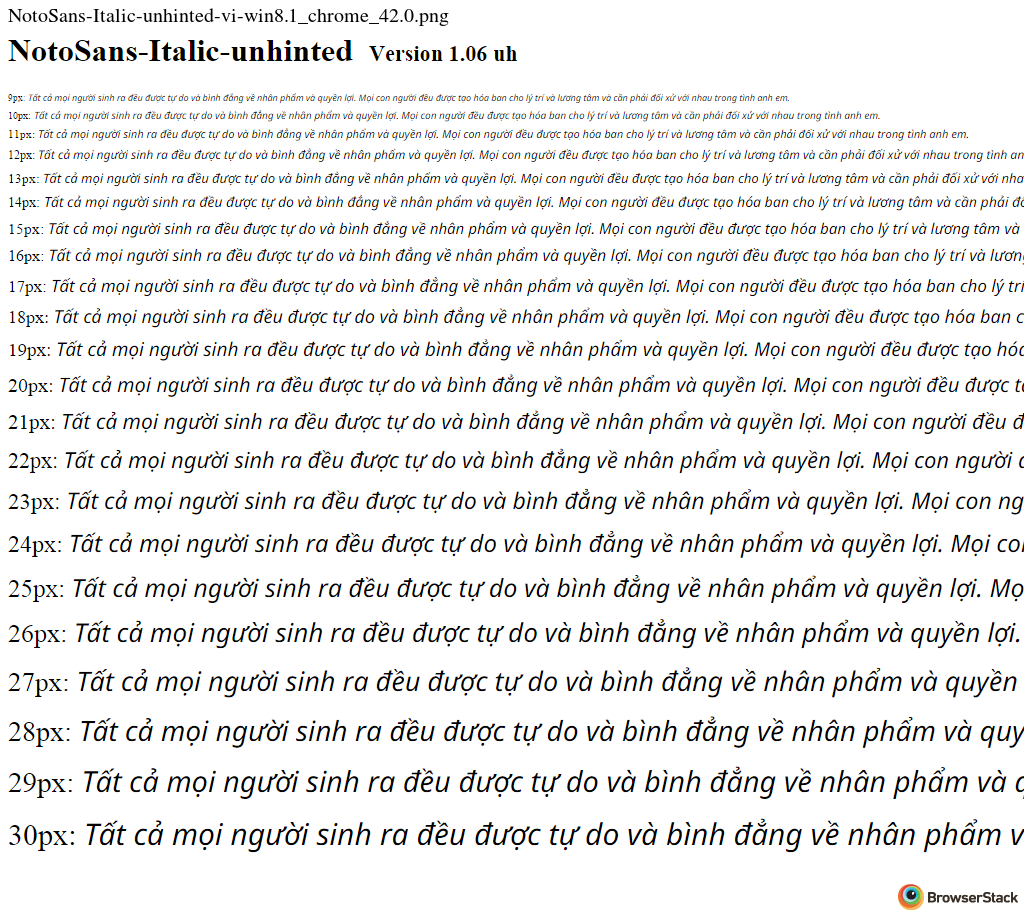 NotoSans-Italic-unhinted-vi-win8.1_chrome_42.0.png
NotoSans-Italic-unhinted Version 1.06 uh
9px: Tất cả mọi người sinh ra đều được tự do và bình đẳng về nhân phẩm và quyền lợi. Mọi con người đều được tạo hóa ban cho lý trí và lương tâm và cần phải đối xử với nhau trong tình anh em.
10px: Tất cả mọi người sinh ra đều được tự do và bình đẳng về nhân phẩm và quyền lợi. Mọi con người đều được tạo hóa ban cho lý trí và lương tâm và cần phải đối xử với nhau trong tình anh em.
11px: Tất cả mọi người sinh ra đều được tự do và bình đẳng về nhân phẩm và quyền lợi. Mọi con người đều được tạo hóa ban cho lý trí và lương tâm và cần phải đối xử với nhau trong tình anh em.
12px: Tất cả mọi người sinh ra đều được tự do và bình đẳng về nhân phẩm và quyền lợi. Mọi con người đều được tạo hóa ban cho lý trí và lương tâm và cần phải đối xử với nhau trong tình an
13px: Tất cả mọi người sinh ra đều được tự do và bình đẳng về nhân phẩm và quyền lợi. Mọi con người đều được tạo hóa ban cho lý trí và lương tâm và cần phải đối xử với nha
14px: Tất cả mọi người sinh ra đều được tự do và bình đẳng về nhân phẩm và quyền lợi. Mọi con người đều được tạo hóa ban cho lý trí và lương tâm và cần phải đố
15px: Tất cả mọi người sinh ra đều được tự do và bình đẳng về nhân phẩm và quyền lợi. Mọi con người đều được tạo hóa ban cho lý trí và lương tâm và
16px: Tất cả mọi người sinh ra đều được tự do và bình đẳng về nhân phẩm và quyền lợi. Mọi con người đều được tạo hóa ban cho lý trí và lươn
17px: Tất cả mọi người sinh ra đều được tự do và bình đẳng về nhân phẩm và quyền lợi. Mọi con người đều được tạo hóa ban cho lý trí
18px: Tất cả mọi người sinh ra đều được tự do và bình đẳng về nhân phẩm và quyền lợi. Mọi con người đều được tạo hóa ban c
19px: Tất cả mọi người sinh ra đều được tự do và bình đẳng về nhân phẩm và quyền lợi. Mọi con người đều được tạo hóa
20px: Tất cả mọi người sinh ra đều được tự do và bình đẳng về nhân phẩm và quyền lợi. Mọi con người đều được tạ
21px: Tất cả mọi người sinh ra đều được tự do và bình đẳng về nhân phẩm và quyền lợi. Mọi con người đều đ
22px: Tất cả mọi người sinh ra đều được tự do và bình đẳng về nhân phẩm và quyền lợi. Mọi con người đ
23px: Tất cả mọi người sinh ra đều được tự do và bình đẳng về nhân phẩm và quyền lợi. Mọi con ng
24px: Tất cả mọi người sinh ra đều được tự do và bình đẳng về nhân phẩm và quyền lợi. Mọi con
25px: Tất cả mọi người sinh ra đều được tự do và bình đẳng về nhân phẩm và quyền lợi. Mọ
26px: Tất cả mọi người sinh ra đều được tự do và bình đẳng về nhân phẩm và quyền lợi.
27px: Tất cả mọi người sinh ra đều được tự do và bình đẳng về nhân phẩm và quyền
28px: Tất cả mọi người sinh ra đều được tự do và bình đẳng về nhân phẩm và quy
29px: Tất cả mọi người sinh ra đều được tự do và bình đẳng về nhân phẩm và q
30px: Tất cả mọi người sinh ra đều được tự do và bình đẳng về nhân phẩm v
BrowserStack